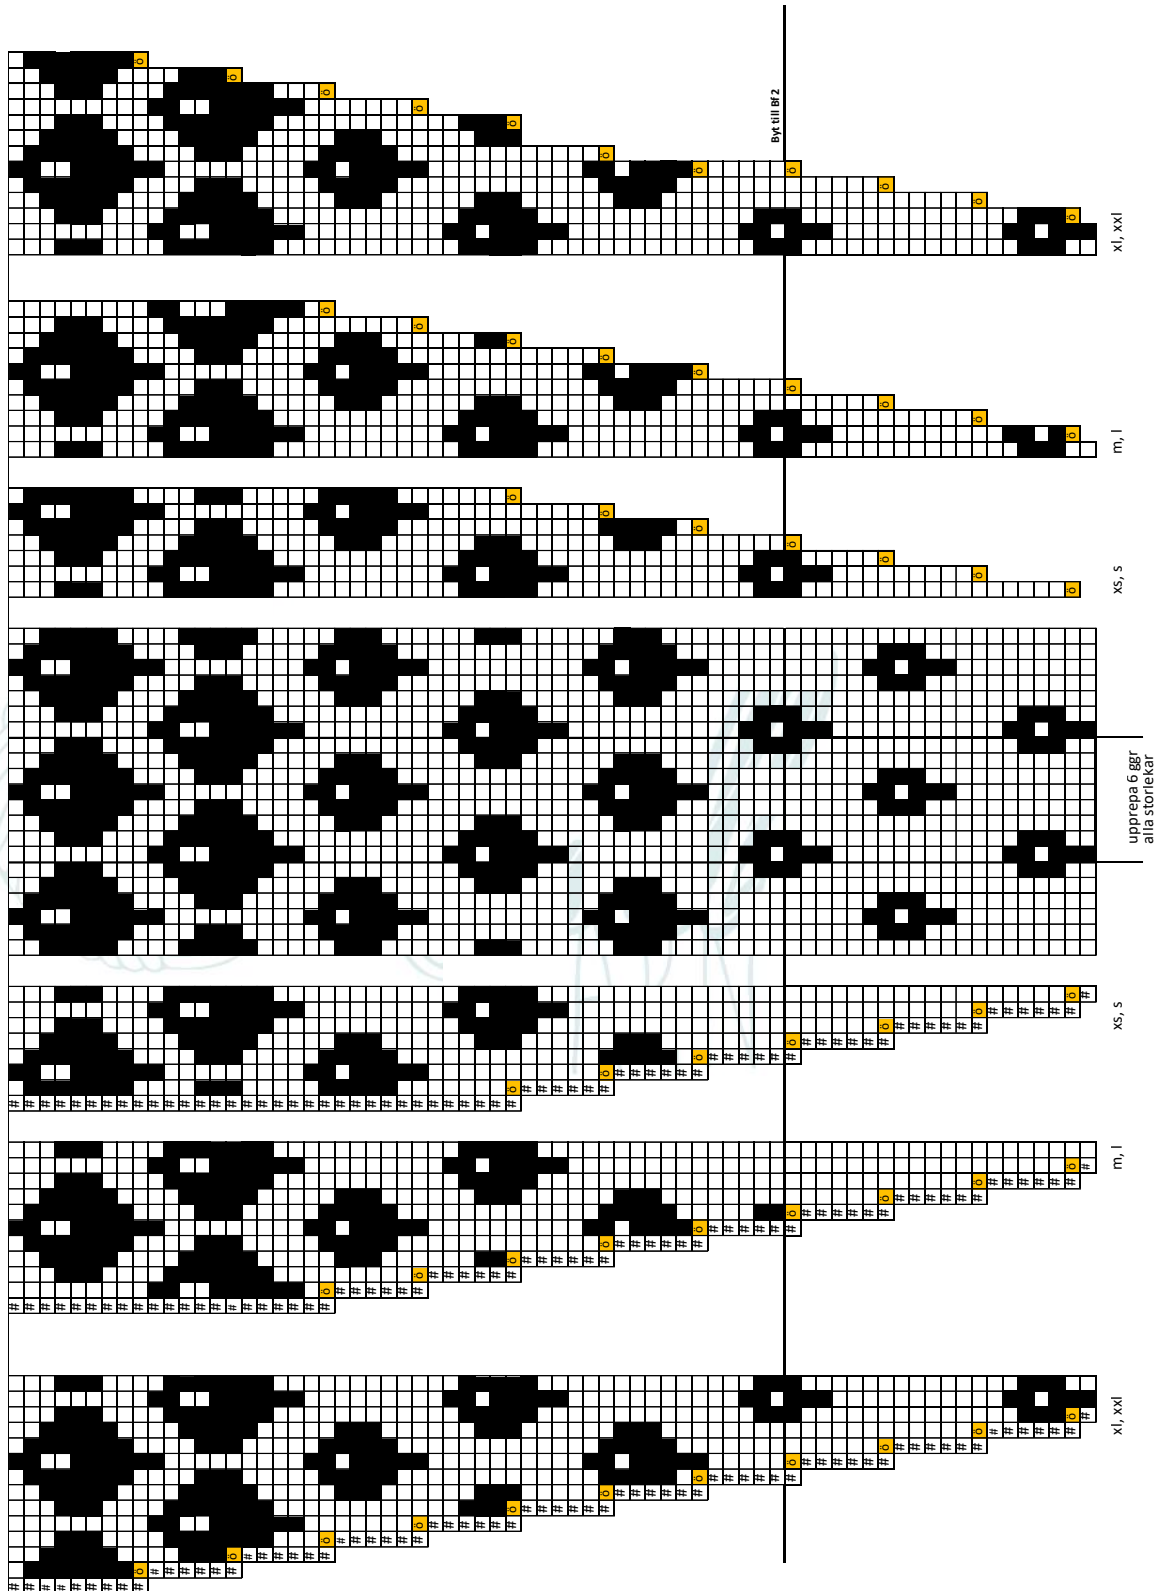 Byt till Bf 2
xl, xxl
m, l
xs, s
upprepa 6 ggr
alla storlekar
xs, s
m, l
xl, xxl